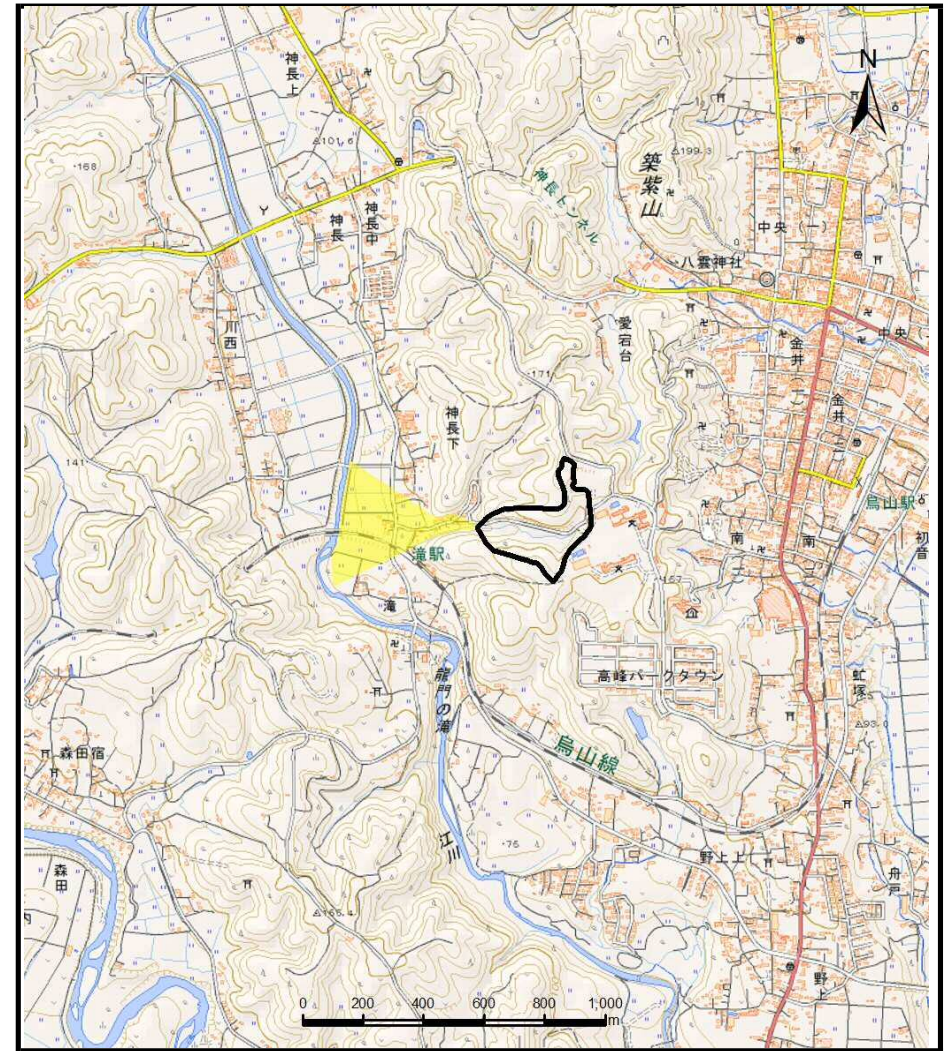 神長上
N
△101.6
・168
神長トンネル
築紫山
△199.3
神長
神長中
中央(一)
八雲神社
川西
愛宕台
中央
金井二
金井二
・171
神長下
141
烏山駅
滝駅
南一
南二
初音
・157
滝
龍門の滝
高峰パークタウン
虹塚
△93.0
森田宿
烏山線
江川
・76
野上上
舟戸
森田
△165.4
野上
0 200 400 600 800 1,000
m